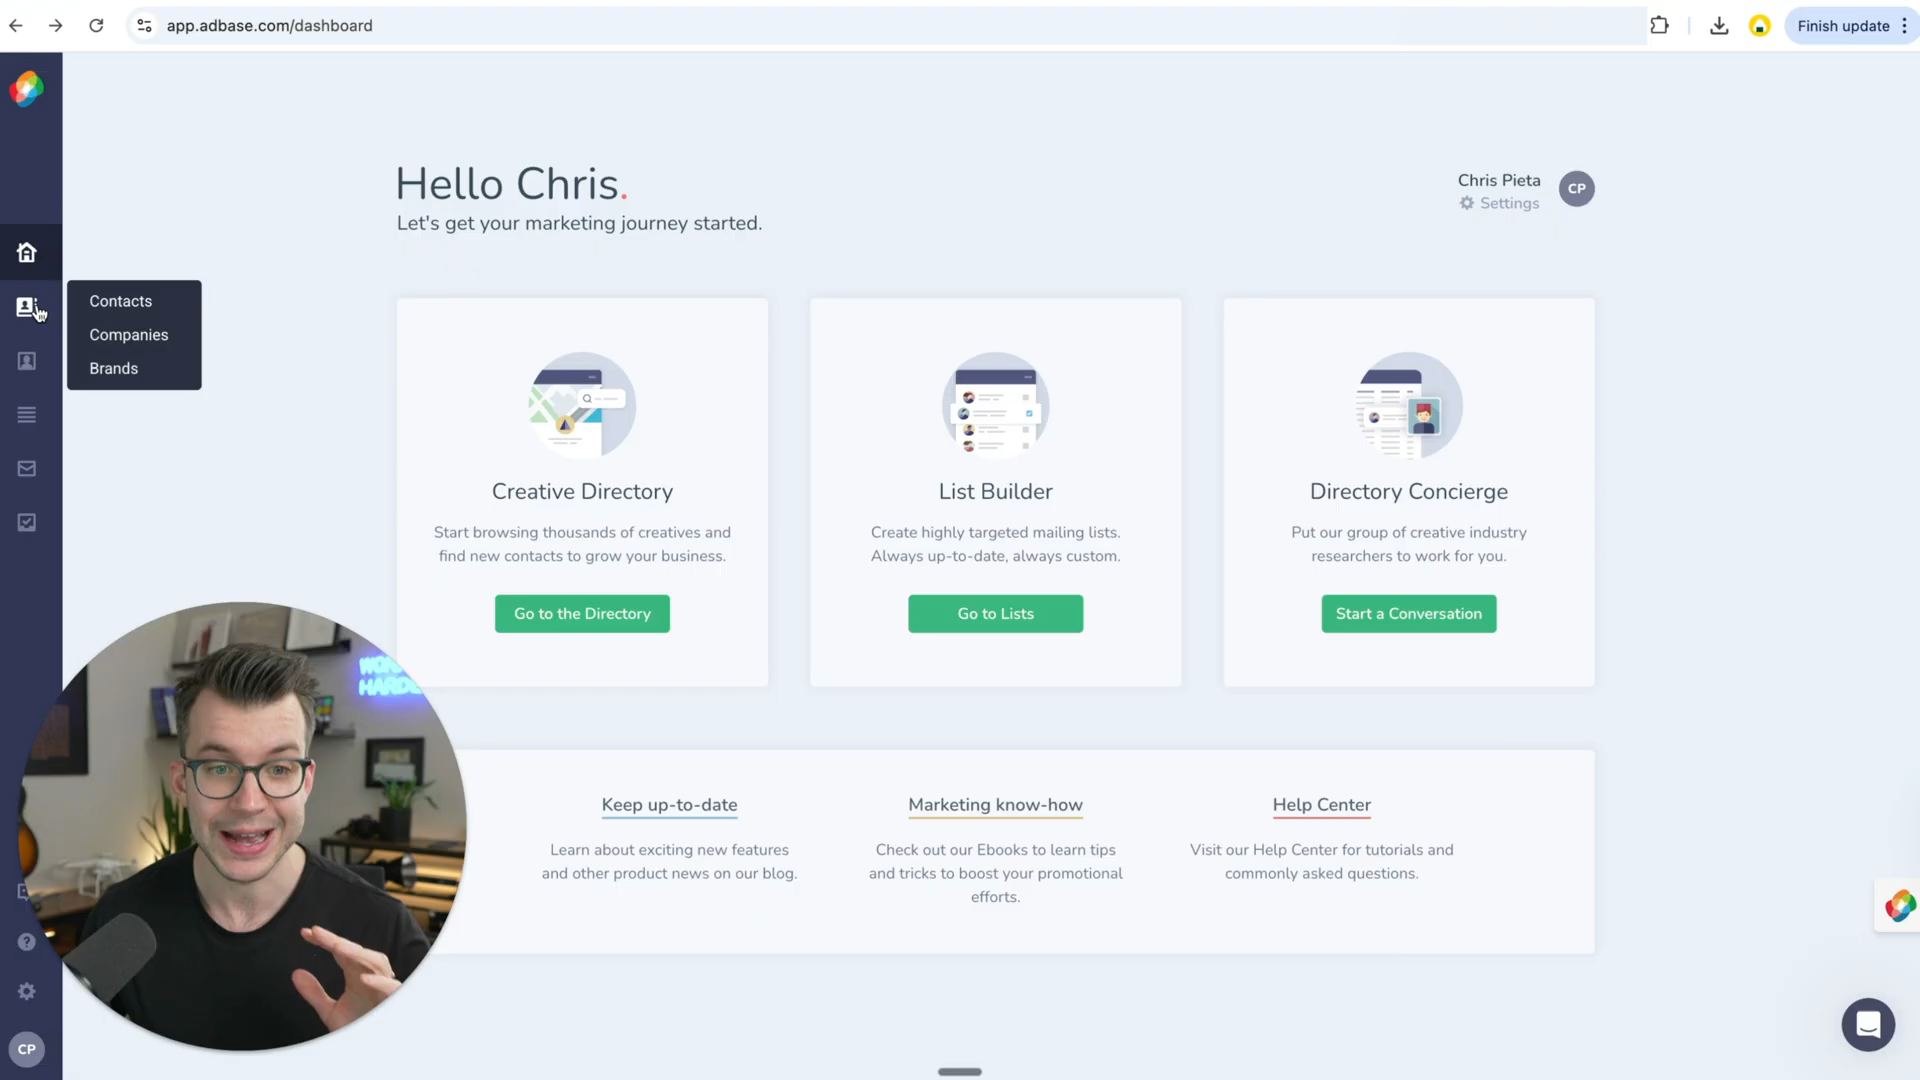 app.adbase.com/dashboard
Finish update
Hello Chris.
Let's get your marketing journey started.
Chris Pieta
Settings
CP
Contacts
Companies
Brands
Creative Directory
Start browsing thousands of creatives and
find new contacts to grow your business.
Go to the Directory
List Builder
Create highly targeted mailing lists.
Always up-to-date, always custom.
Go to Lists
Directory Concierge
Put our group of creative industry
researchers to work for you.
Start a Conversation
Keep up-to-date
Learn about exciting new features
and other product news on our blog.
Marketing know-how
Check out our Ebooks to learn tips
and tricks to boost your promotional
efforts.
Help Center
Visit our Help Center for tutorials and
commonly asked questions.
CP